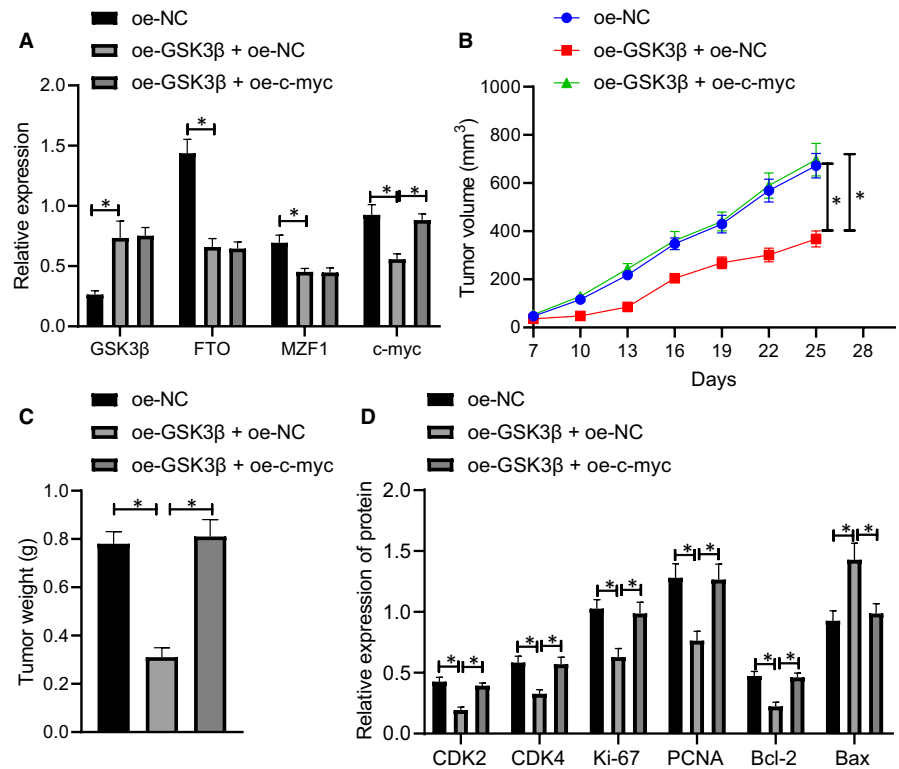 A
oe-NC
oe-GSK3β + oe-NC
oe-GSK3β + oe-c-myc
Relative expression
2.0
1.5
1.0
0.5
0.0
* * * * *
GSK3β FTO MZF1 c-myc
B
oe-NC
oe-GSK3β + oe-NC
oe-GSK3β + oe-c-myc
Tumor volume (mm³)
1000
800
600
400
200
0
* *
7 10 13 16 19 22 25 28
Days
C
oe-NC
oe-GSK3β + oe-NC
oe-GSK3β + oe-c-myc
Tumor weight (g)
1.0
0.8
0.6
0.4
0.2
0.0
* *
D
oe-NC
oe-GSK3β + oe-NC
oe-GSK3β + oe-c-myc
Relative expression of protein
2.0
1.5
1.0
0.5
0.0
* * * * * * * * * * * *
CDK2 CDK4 Ki-67 PCNA Bcl-2 Bax